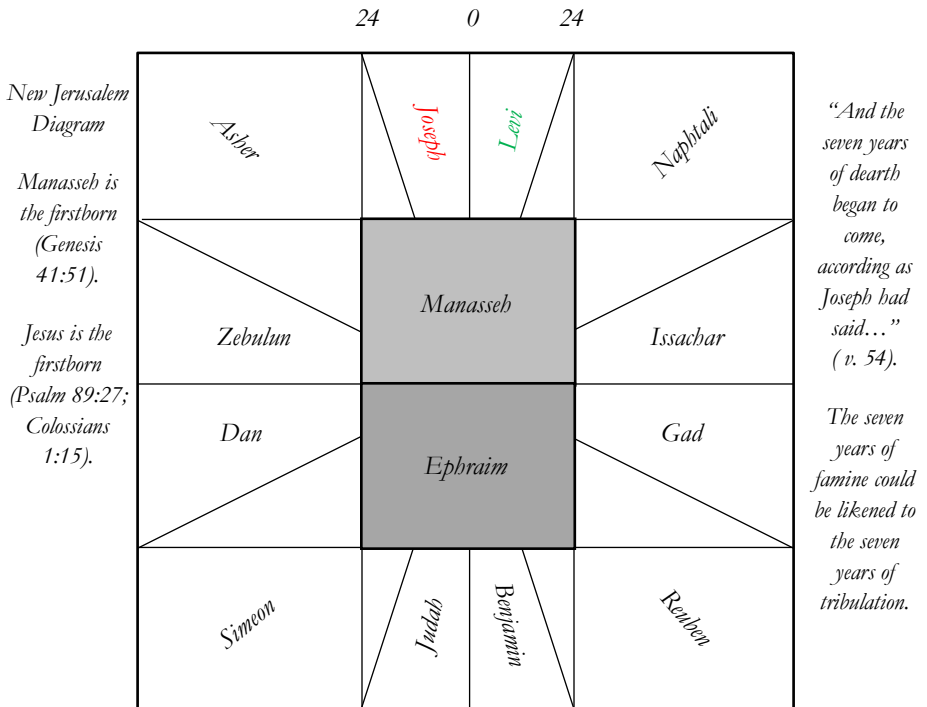 24 0 24
New Jerusalem
Diagram
Manasseh is
the firstborn
(Genesis
41:51).
Jesus is the
firstborn
(Psalm 89:27;
Colossians
1:15).
Asher
Joseph
Levi
Naphtali
Manasseh
Zebulun
Issachar
Dan
Gad
Ephraim
Simeon
Judah
Benjamin
Reuben
“And the
seven years
of dearth
began to
come,
according as
Joseph had
said…”
( v. 54).
The seven
years of
famine could
be likened to
the seven
years of
tribulation.